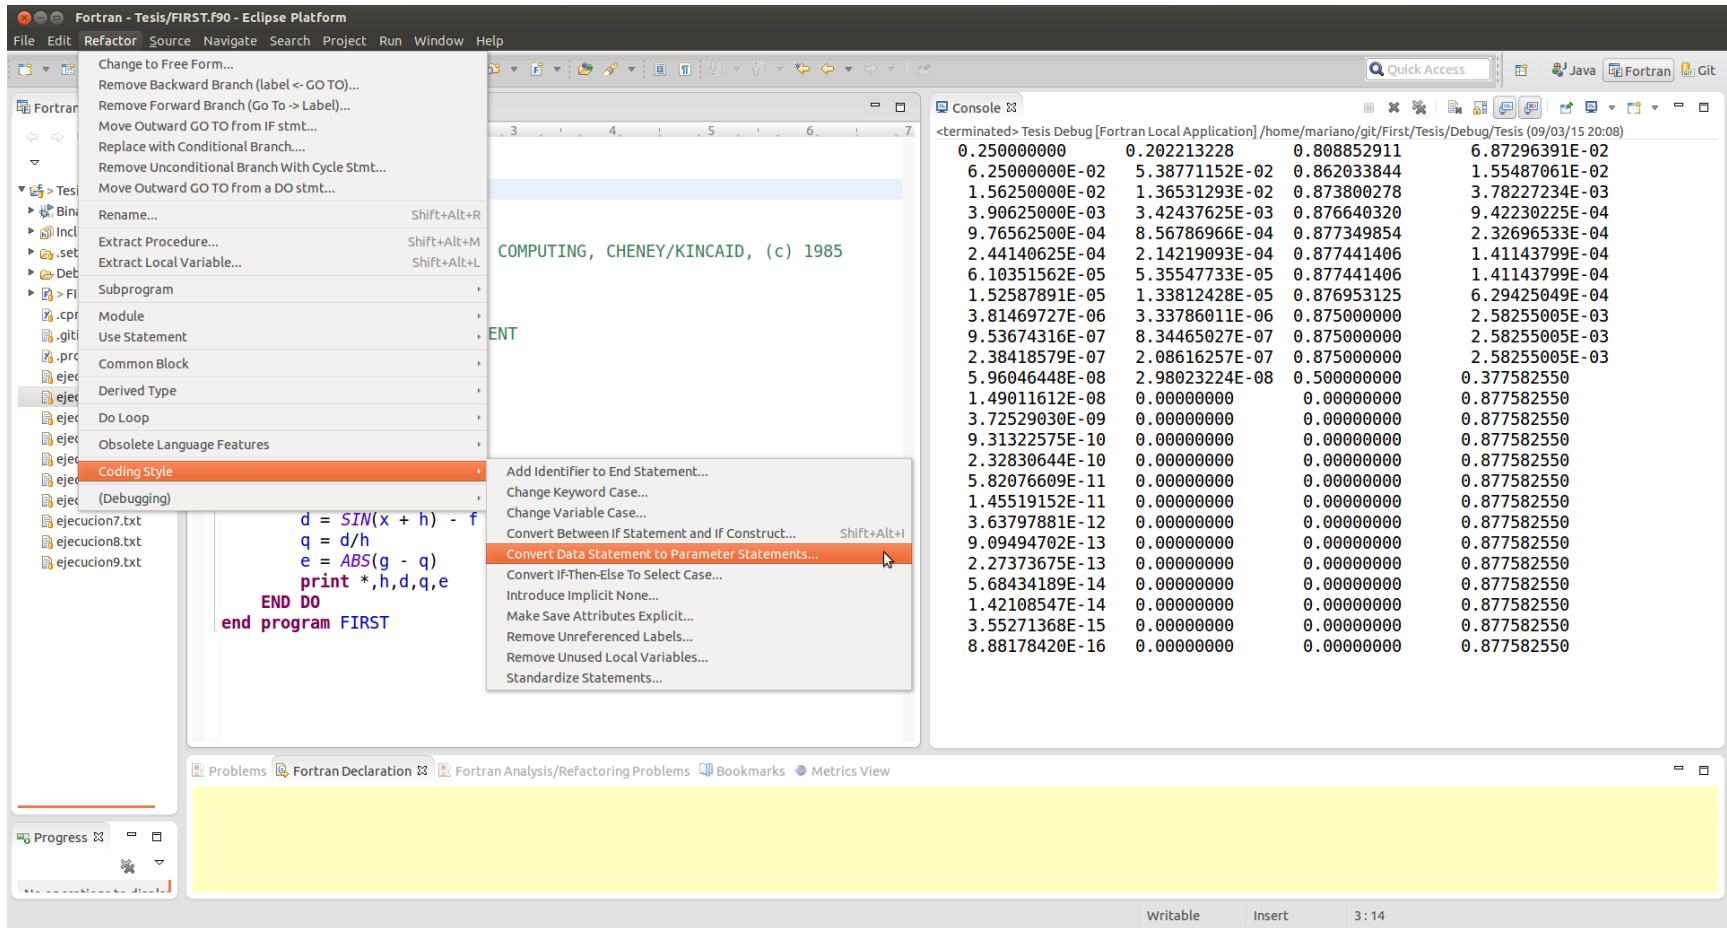 Fortran - Tesis/FIRST.f90 - Eclipse Platform
File Edit Refactor Source Navigate Search Project Run Window Help
Quick Access Java Fortran Git
Change to Free Form...
Remove Backward Branch (label <- GO TO)...
Remove Forward Branch (Go To -> Label)...
Move Outward GO TO from IF stmt...
Replace with Conditional Branch....
Remove Unconditional Branch With Cycle Stmt...
Move Outward GO TO from a DO stmt...
Rename... Shift+Alt+R
Extract Procedure... Shift+Alt+M
Extract Local Variable... Shift+Alt+L
Subprogram
Module
Use Statement
Common Block
Derived Type
Do Loop
Obsolete Language Features
Coding Style
(Debugging)
Add Identifier to End Statement...
Change Keyword Case...
Change Variable Case...
Convert Between If Statement and If Construct... Shift+Alt+I
Convert Data Statement to Parameter Statements...
Convert If-Then-Else To Select Case...
Introduce Implicit None...
Make Save Attributes Explicit...
Remove Unreferenced Labels...
Remove Unused Local Variables...
Standardize Statements...
Fortran
> Tesi
Bina
Incl
.set
Deb
> FI
.cpr
.giti
.pro
ejec
ejec
ejec
ejec
ejec
ejec
ejec
ejecucion7.txt
ejecucion8.txt
ejecucion9.txt
3 4 5 6 7
COMPUTING, CHENEY/KINCAID, (c) 1985
ENT
d = SIN(x + h) - f
q = d/h
e = ABS(g - q)
print *,h,d,q,e
END DO
end program FIRST
Console
<terminated> Tesis Debug [Fortran Local Application] /home/mariano/git/First/Tesis/Debug/Tesis (09/03/15 20:08)
0.250000000 0.202213228 0.808852911 6.87296391E-02
6.25000000E-02 5.38771152E-02 0.862033844 1.55487061E-02
1.56250000E-02 1.36531293E-02 0.873800278 3.78227234E-03
3.90625000E-03 3.42437625E-03 0.876640320 9.42230225E-04
9.76562500E-04 8.56786966E-04 0.877349854 2.32696533E-04
2.44140625E-04 2.14219093E-04 0.877441406 1.41143799E-04
6.10351562E-05 5.35547733E-05 0.877441406 1.41143799E-04
1.52587891E-05 1.33812428E-05 0.876953125 6.29425049E-04
3.81469727E-06 3.33786011E-06 0.875000000 2.58255005E-03
9.53674316E-07 8.34465027E-07 0.875000000 2.58255005E-03
2.38418579E-07 2.08616257E-07 0.875000000 2.58255005E-03
5.96046448E-08 2.98023224E-08 0.500000000 0.377582550
1.49011612E-08 0.00000000 0.00000000 0.877582550
3.72529030E-09 0.00000000 0.00000000 0.877582550
9.31322575E-10 0.00000000 0.00000000 0.877582550
2.32830644E-10 0.00000000 0.00000000 0.877582550
5.82076609E-11 0.00000000 0.00000000 0.877582550
1.45519152E-11 0.00000000 0.00000000 0.877582550
3.63797881E-12 0.00000000 0.00000000 0.877582550
9.09494702E-13 0.00000000 0.00000000 0.877582550
2.27373675E-13 0.00000000 0.00000000 0.877582550
5.68434189E-14 0.00000000 0.00000000 0.877582550
1.42108547E-14 0.00000000 0.00000000 0.877582550
3.55271368E-15 0.00000000 0.00000000 0.877582550
8.88178420E-16 0.00000000 0.00000000 0.877582550
Problems Fortran Declaration Fortran Analysis/Refactoring Problems Bookmarks Metrics View
Progress
Writable Insert 3 : 14